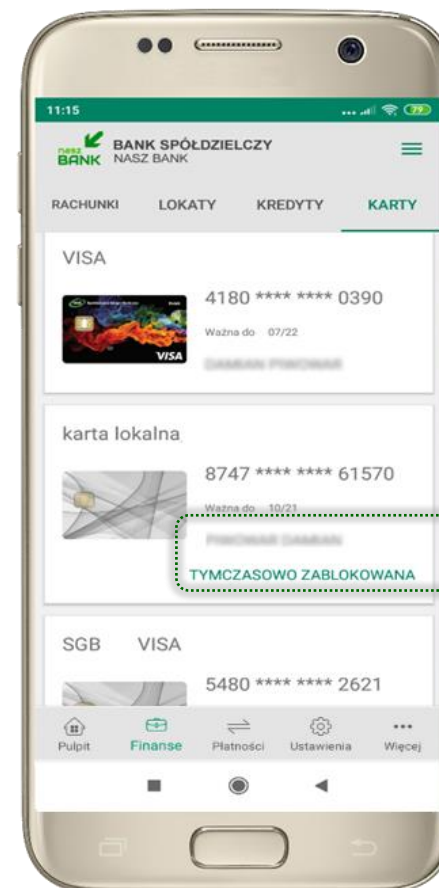 11:15
79
nasz BANK
BANK SPÓŁDZIELCZY
NASZ BANK
RACHUNKI LOKATY KREDYTY KARTY
VISA
4180 **** **** 0390
Ważna do 07/22
VISA
karta lokalna
8747 **** **** 61570
Ważna do 10/21
TYMCZASOWO ZABLOKOWANA
SGB VISA
5480 **** **** 2621
Pulpit Finanse Płatności Ustawienia Więcej